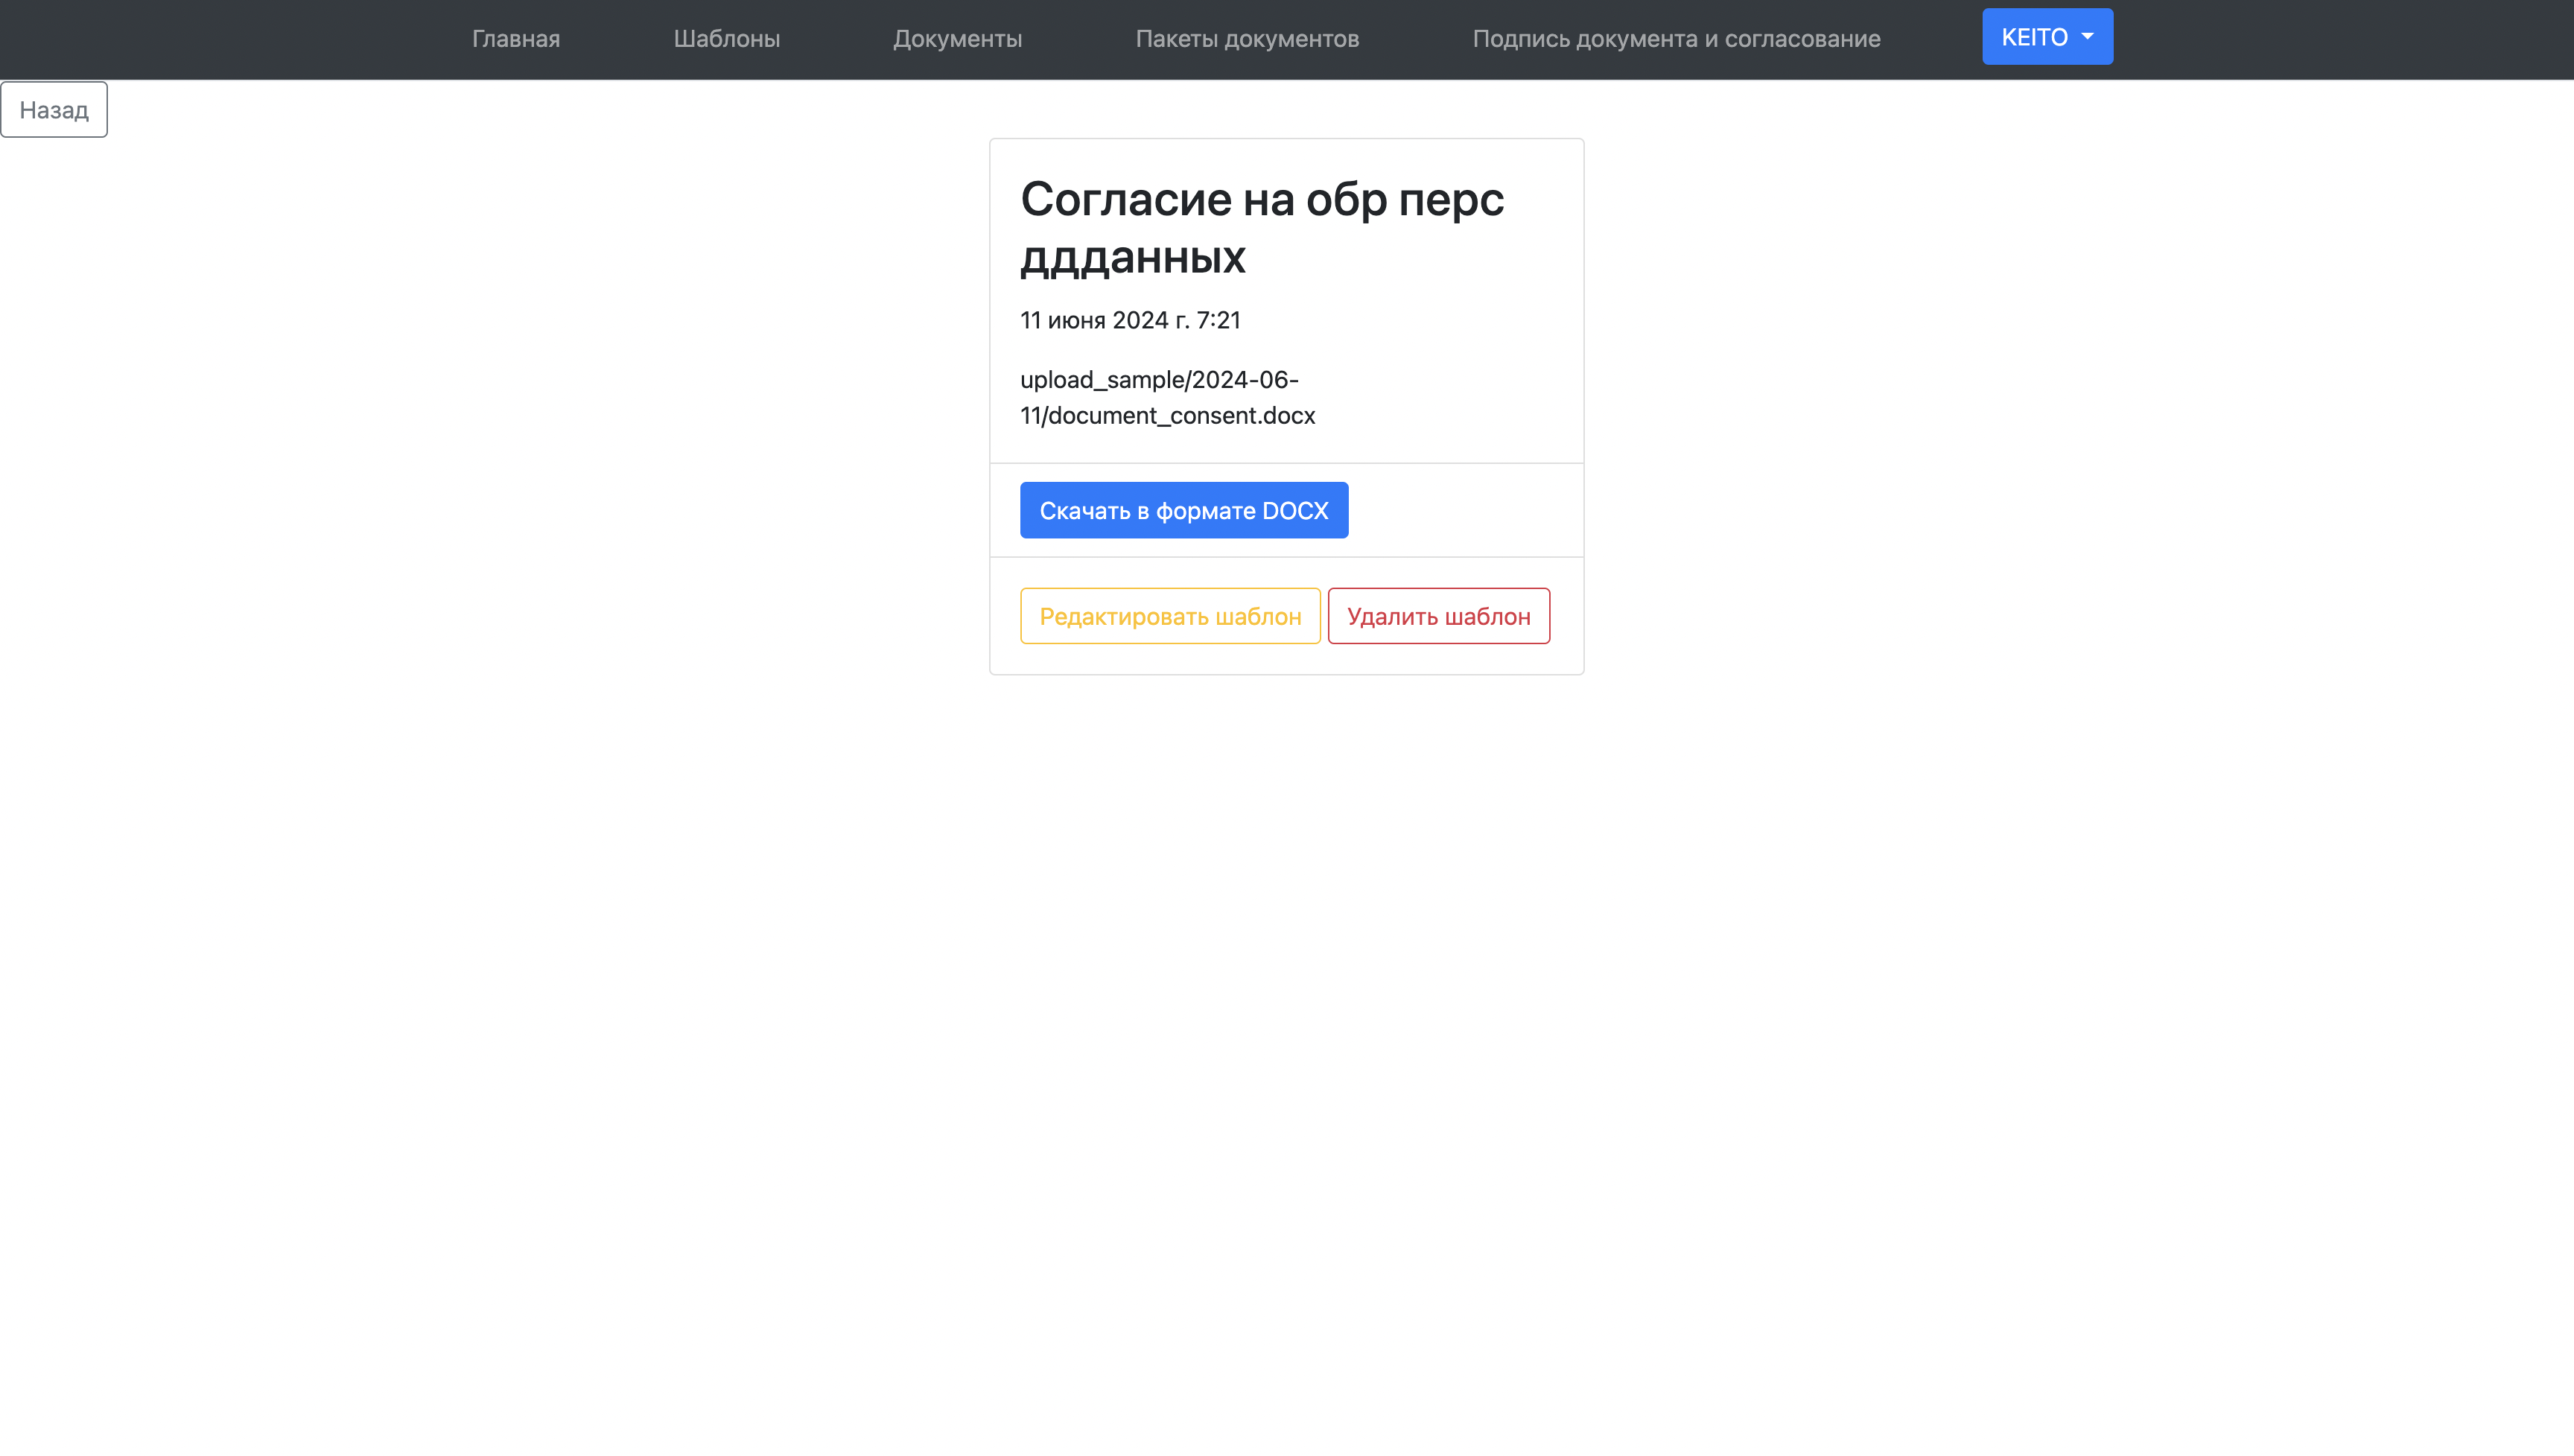 Главная
Шаблоны
Документы
Пакеты документов
Подпись документа и согласование
KEITO
Назад
Согласие на обр перс
ддданных
11 июня 2024 г. 7:21
upload_sample/2024-06-
11/document_consent.docx
Скачать в формате DOCX
Редактировать шаблон
Удалить шаблон